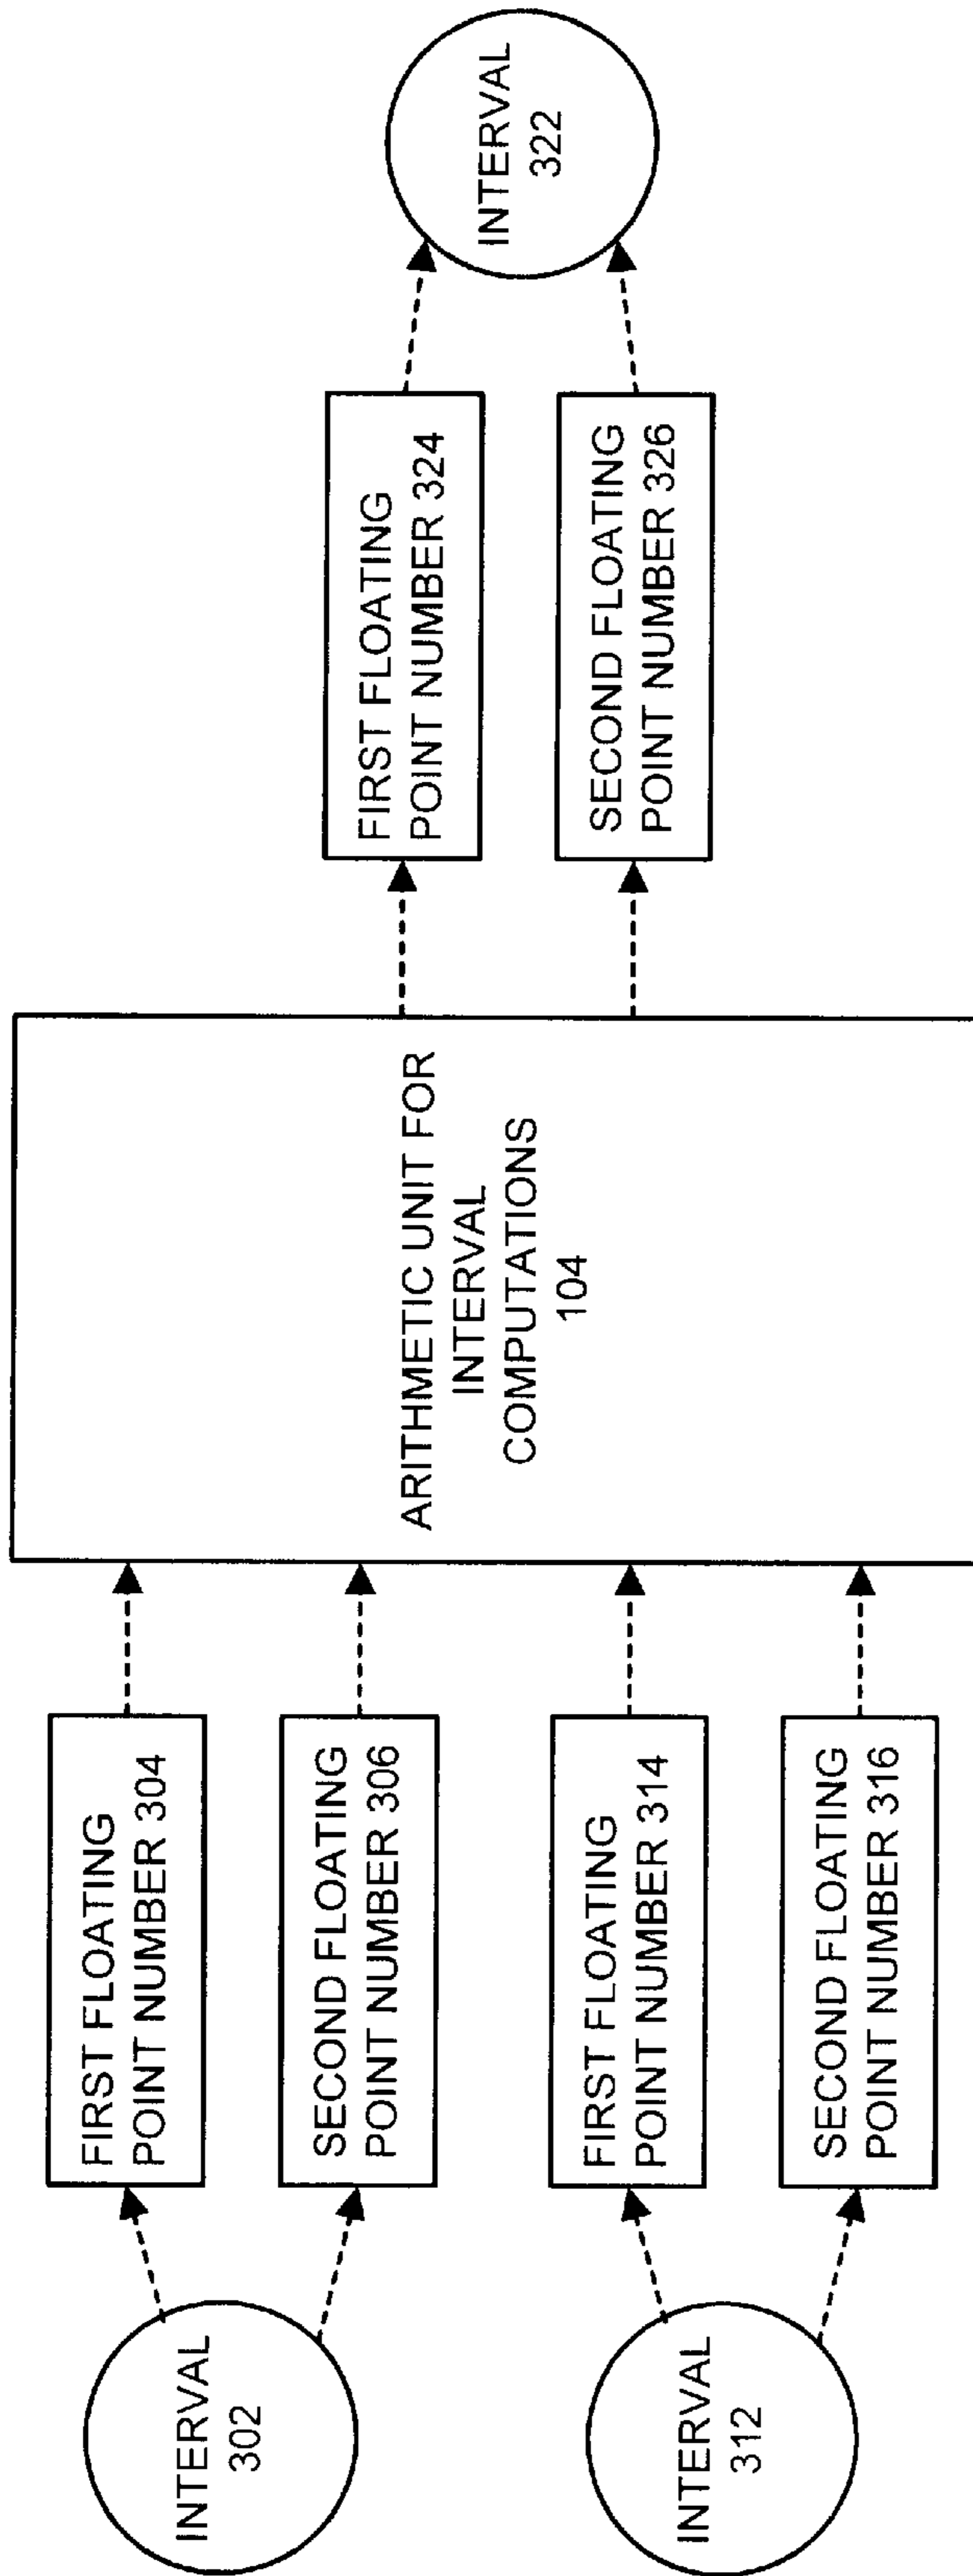 INTERVAL
302
FIRST FLOATING
POINT NUMBER 304
SECOND FLOATING
POINT NUMBER 306
INTERVAL
312
FIRST FLOATING
POINT NUMBER 314
SECOND FLOATING
POINT NUMBER 316
ARITHMETIC UNIT FOR
INTERVAL
COMPUTATIONS
104
FIRST FLOATING
POINT NUMBER 324
SECOND FLOATING
POINT NUMBER 326
INTERVAL
322